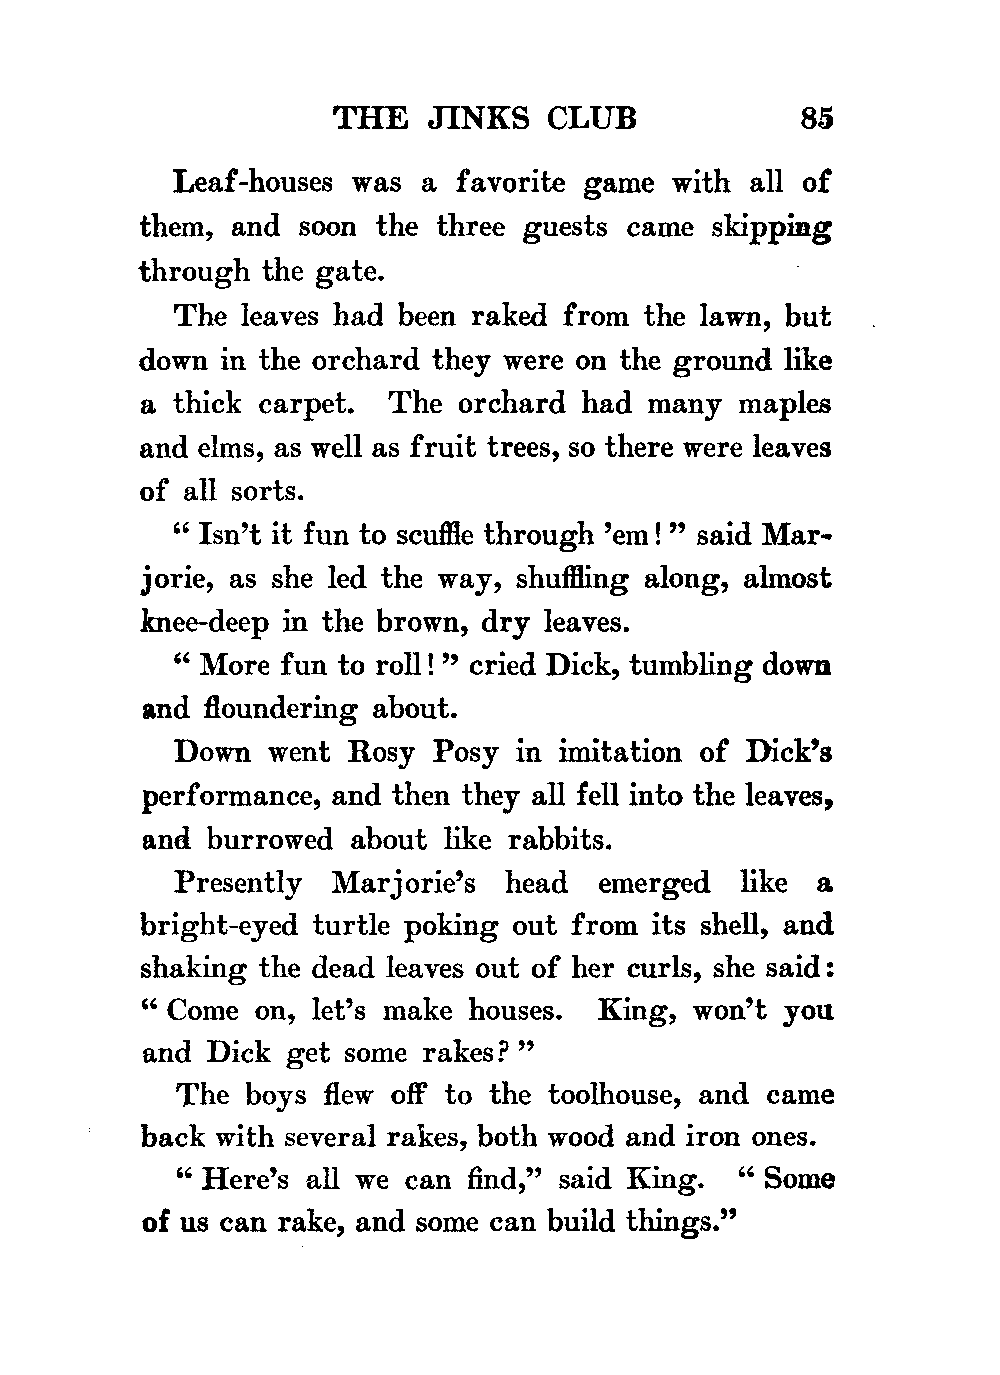 THE JINKS CLUB 85
Leaf-houses was a favorite game with all of
them, and soon the three guests came skipping
through the gate.
The leaves had been raked from the lawn, but
down in the orchard they were on the ground like
a thick carpet. The orchard had many maples
and elms, as well as fruit trees, so there were leaves
of all sorts.
“ Isn’t it fun to scuffle through ’em! ” said Mar-
jorie, as she led the way, shuffling along, almost
knee-deep in the brown, dry leaves.
“ More fun to roll! ” cried Dick, tumbling down
and floundering about.
Down went Rosy Posy in imitation of Dick’s
performance, and then they all fell into the leaves,
and burrowed about like rabbits.
Presently Marjorie’s head emerged like a
bright-eyed turtle poking out from its shell, and
shaking the dead leaves out of her curls, she said:
“ Come on, let’s make houses. King, won’t you
and Dick get some rakes? ”
The boys flew off to the toolhouse, and came
back with several rakes, both wood and iron ones.
“ Here’s all we can find,” said King. “ Some
of us can rake, and some can build things.”